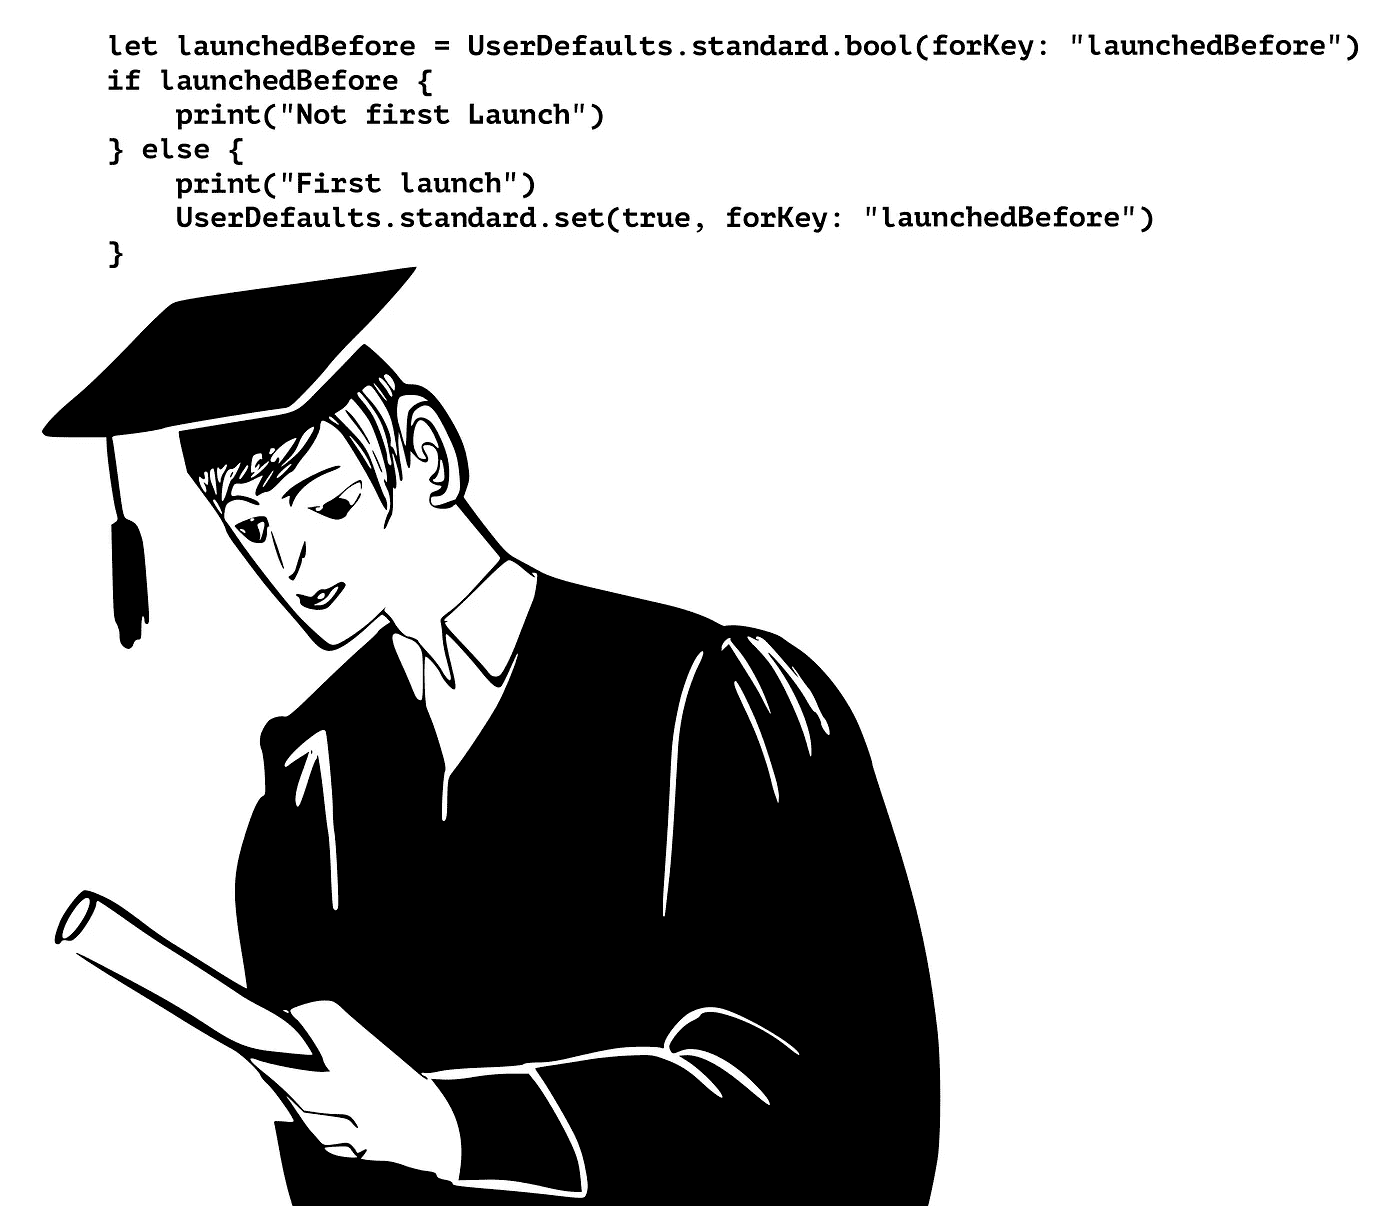 let launchedBefore = UserDefaults.standard.bool(forKey: "launchedBefore")
if launchedBefore {
    print("Not first Launch")
} else {
    print("First launch")
    UserDefaults.standard.set(true, forKey: "launchedBefore")
}